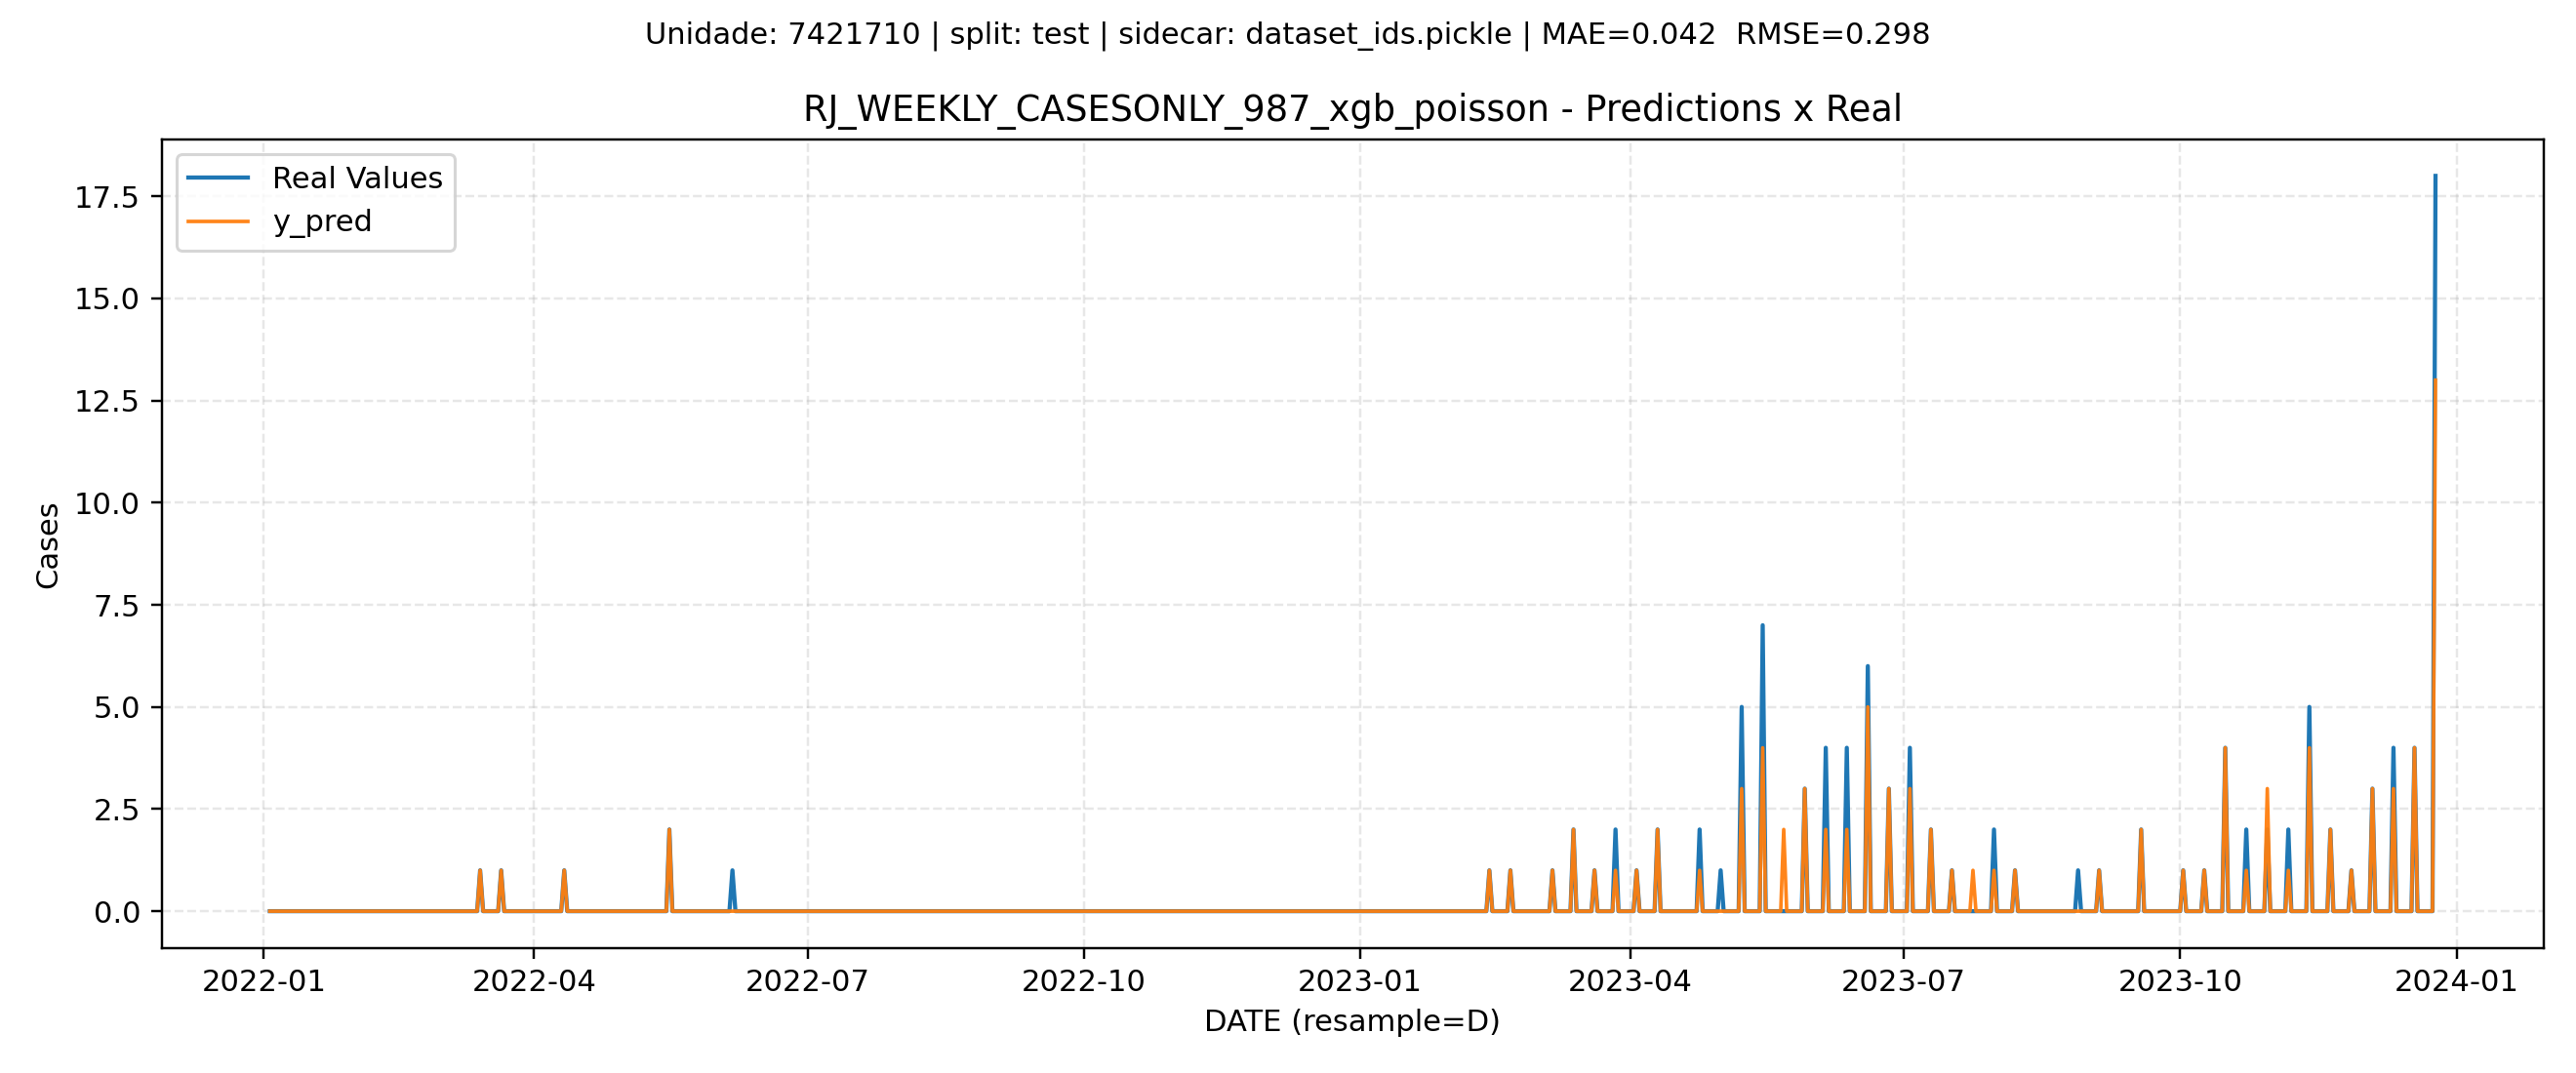 Unidade: 7421710 | split: test | sidecar: dataset_ids.pickle | MAE=0.042  RMSE=0.298
RJ_WEEKLY_CASESONLY_987_xgb_poisson - Predictions x Real
Real Values
y_pred
17.5
15.0
12.5
10.0
7.5
5.0
2.5
0.0
Cases
2022-01
2022-04
2022-07
2022-10
2023-01
2023-04
2023-07
2023-10
2024-01
DATE (resample=D)